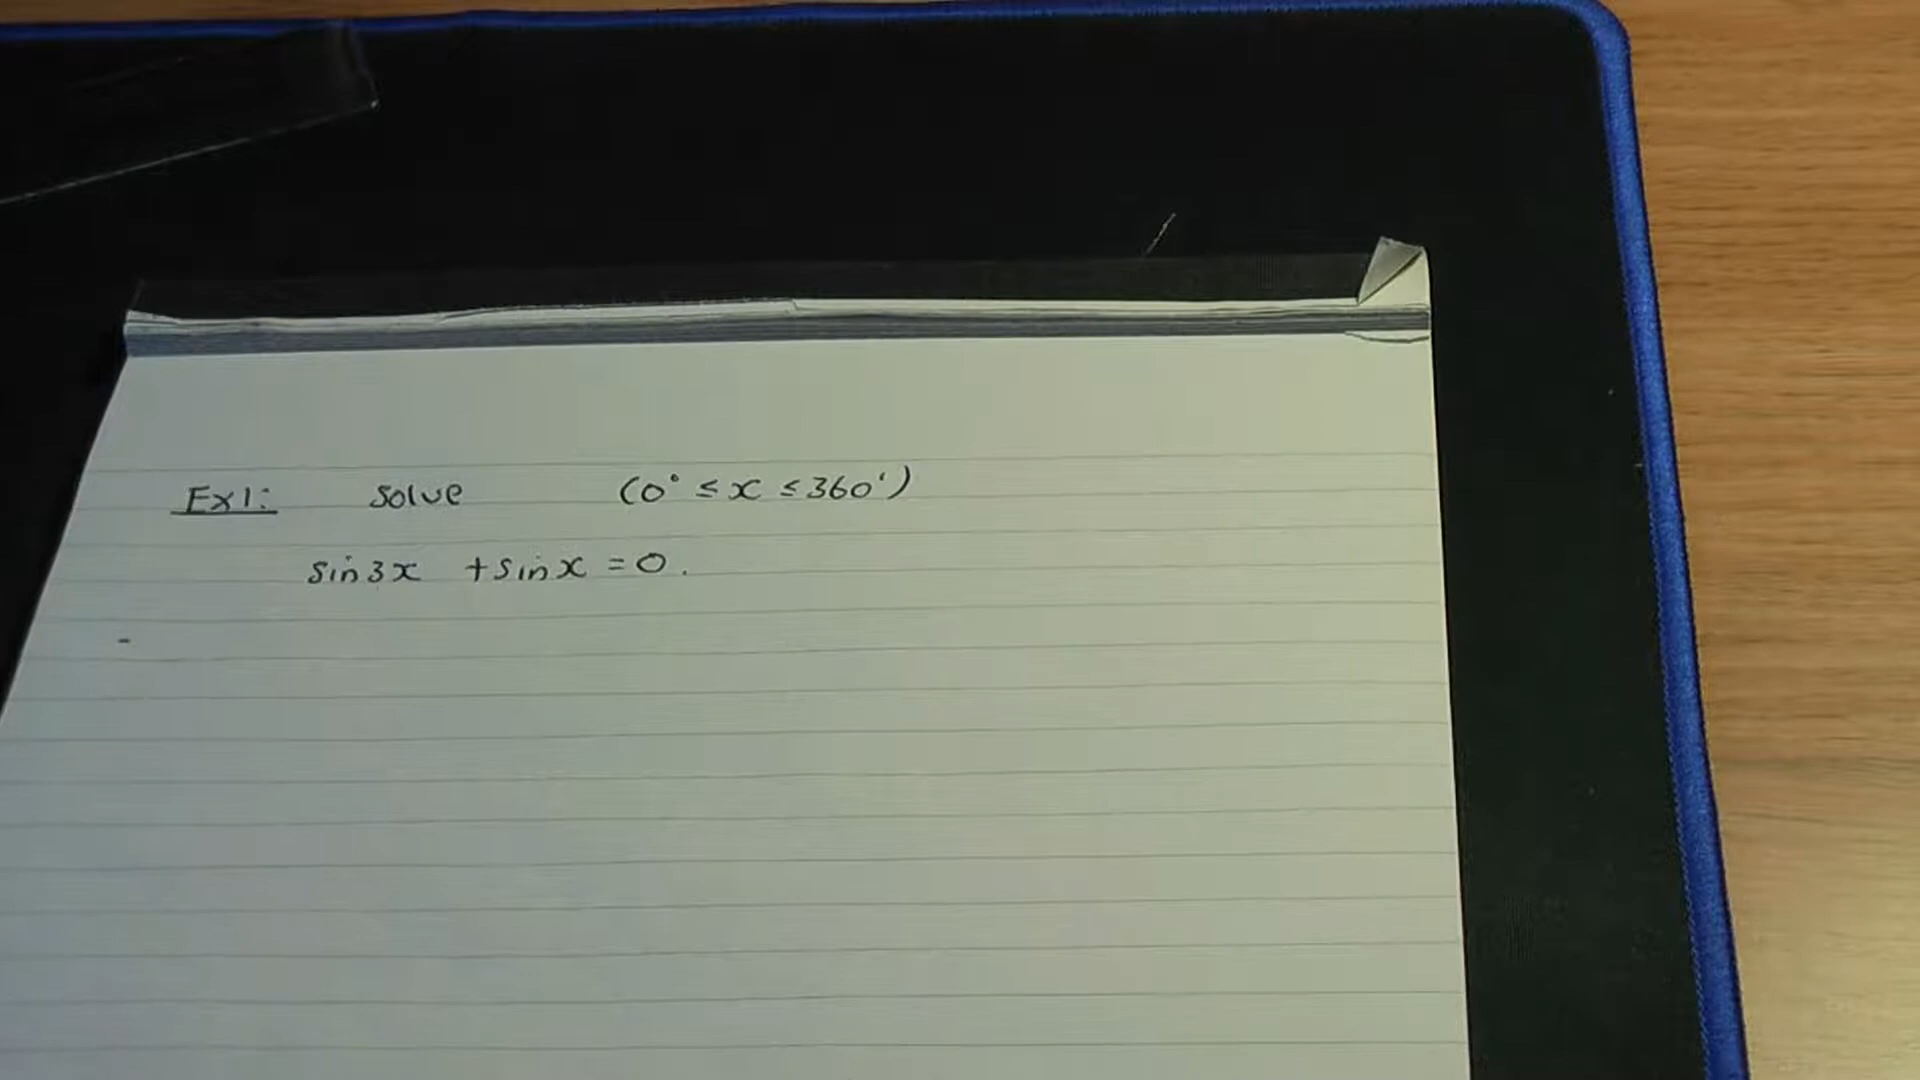 Ex1: solve (0° ≤ x ≤ 360°)
sin3x + sinx = 0.
-